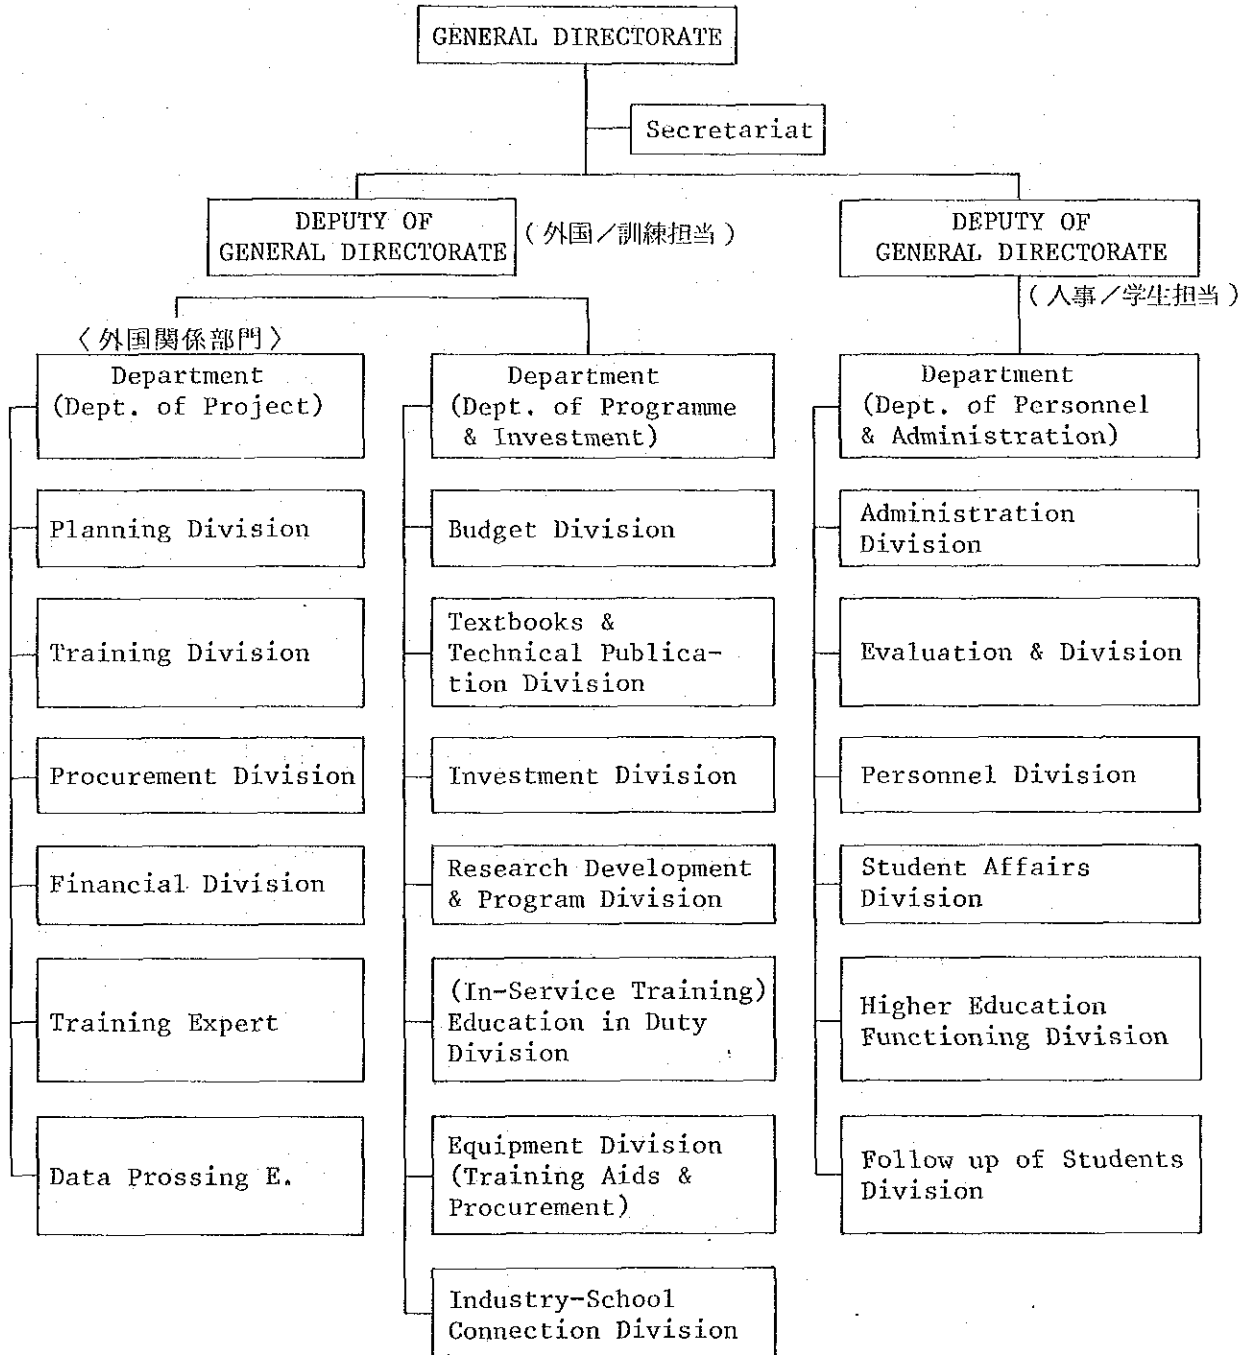 GENERAL DIRECTORATE
Secretariat
DEPUTY OF
GENERAL DIRECTORATE
(外国/訓練担当)
DEPUTY OF
GENERAL DIRECTORATE
(人事/学生担当)
〈外国関係部門〉
Department
(Dept. of Project)
Planning Division
Training Division
Procurement Division
Financial Division
Training Expert
Data Prossing E.
Department
(Dept. of Programme
& Investment)
Budget Division
Textbooks &
Technical Publica-
tion Division
Investment Division
Research Development
& Program Division
(In-Service Training)
Education in Duty
Division
Equipment Division
(Training Aids &
Procurement)
Industry-School
Connection Division
Department
(Dept. of Personnel
& Administration)
Administration
Division
Evaluation & Division
Personnel Division
Student Affairs
Division
Higher Education
Functioning Division
Follow up of Students
Division